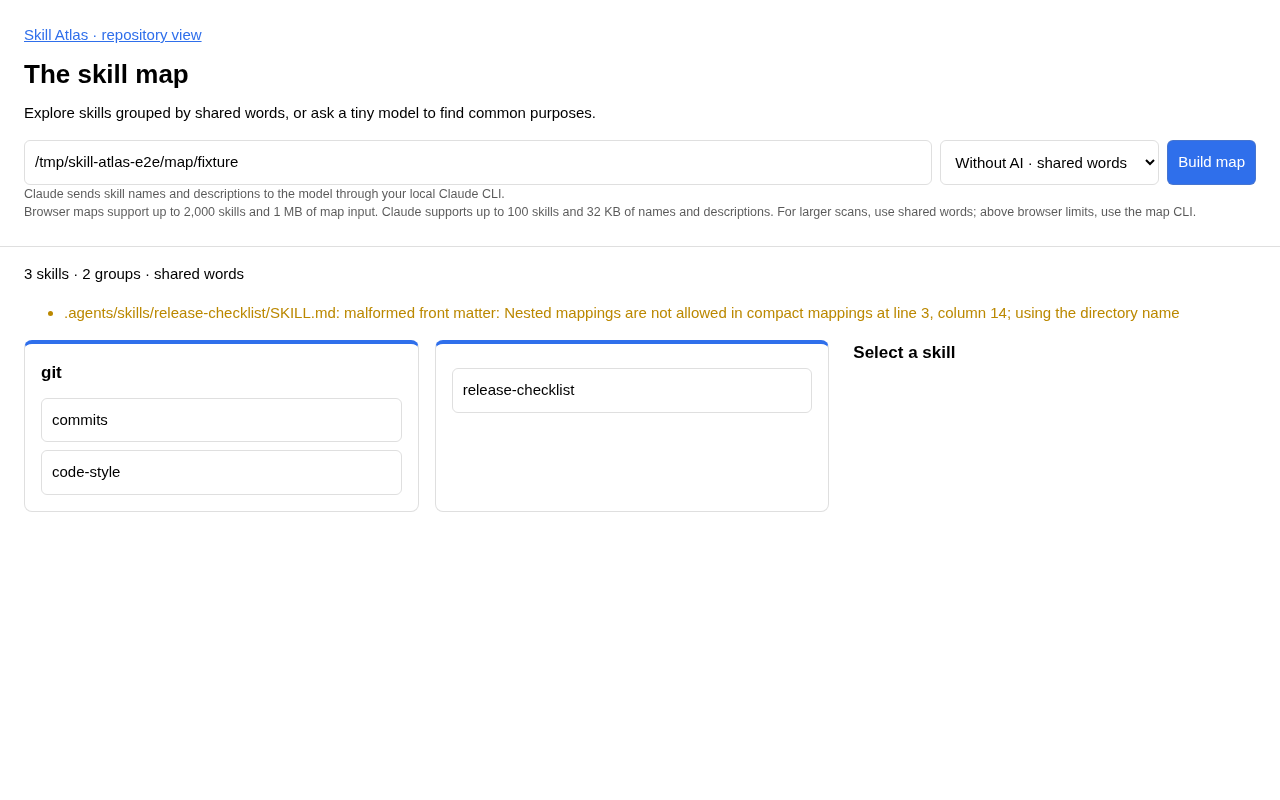 Skill Atlas · repository view
The skill map
Explore skills grouped by shared words, or ask a tiny model to find common purposes.
/tmp/skill-atlas-e2e/map/fixture
Without AI · shared words
Build map
Claude sends skill names and descriptions to the model through your local Claude CLI.
Browser maps support up to 2,000 skills and 1 MB of map input. Claude supports up to 100 skills and 32 KB of names and descriptions. For larger scans, use shared words; above browser limits, use the map CLI.
3 skills · 2 groups · shared words
.agents/skills/release-checklist/SKILL.md: malformed front matter: Nested mappings are not allowed in compact mappings at line 3, column 14; using the directory name
git
commits
code-style
release-checklist
Select a skill